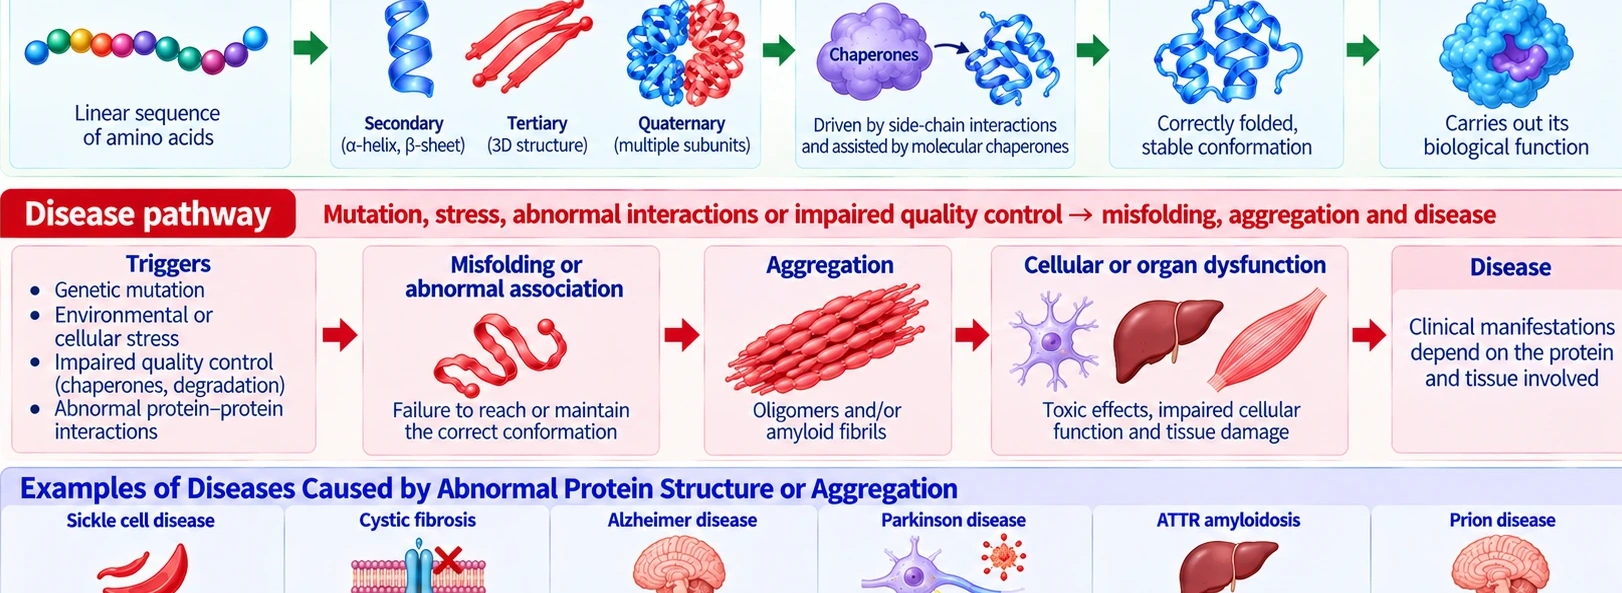 Linear sequence
of amino acids
Secondary
(α-helix, β-sheet)
Tertiary
(3D structure)
Quaternary
(multiple subunits)
Chaperones
Driven by side-chain interactions
and assisted by molecular chaperones
Correctly folded,
stable conformation
Carries out its
biological function
Disease pathway
Mutation, stress, abnormal interactions or impaired quality control → misfolding, aggregation and disease
Triggers
• Genetic mutation
• Environmental or
cellular stress
• Impaired quality control
(chaperones, degradation)
• Abnormal protein–protein
interactions
Misfolding or
abnormal association
Failure to reach or maintain
the correct conformation
Aggregation
Oligomers and/or
amyloid fibrils
Cellular or organ dysfunction
Toxic effects, impaired cellular
function and tissue damage
Disease
Clinical manifestations
depend on the protein
and tissue involved
Examples of Diseases Caused by Abnormal Protein Structure or Aggregation
Sickle cell disease
Cystic fibrosis
Alzheimer disease
Parkinson disease
ATTR amyloidosis
Prion disease